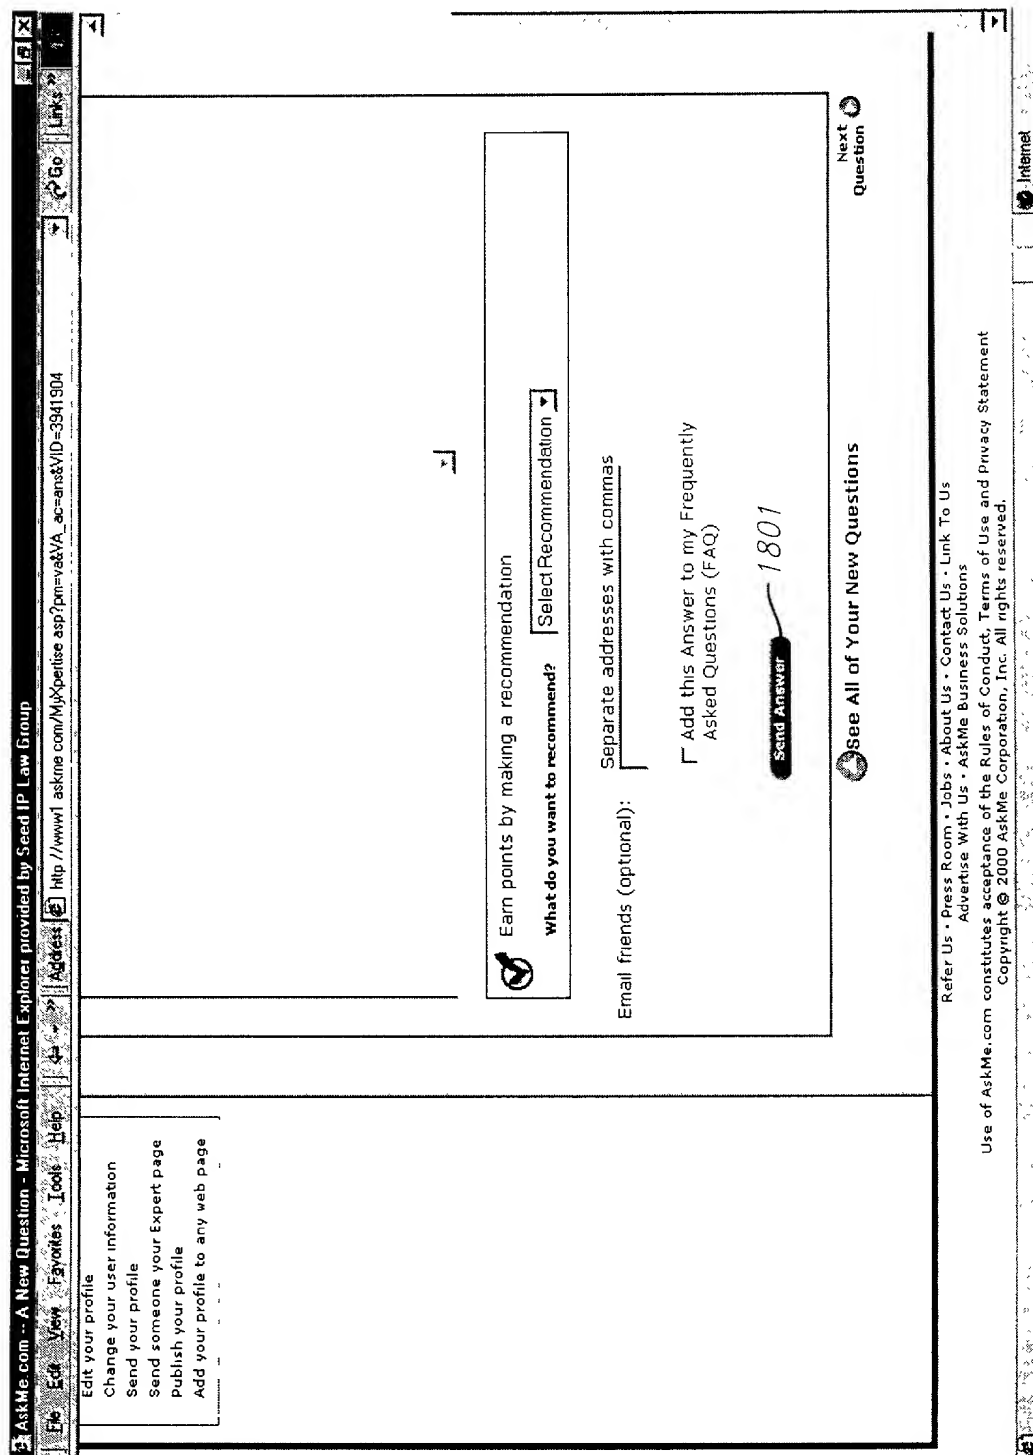 AskMe.com -- A New Question - Microsoft Internet Explorer provided by Seed IP Law Group
File Edit View Favorites Tools Help » Address http //www1 askme com/MyXpertise asp?pm=va&VA_ac=ans&VID=3941904 Go Links »
Edit your profile
Change your user information
Send your profile
Send someone your Expert page
Publish your profile
Add your profile to any web page
Earn points by making a recommendation
What do you want to recommend? Select Recommendation
Email friends (optional): Separate addresses with commas
Add this Answer to my Frequently
Asked Questions (FAQ)
Send Answer 1801
See All of Your New Questions
Next
Question
Refer Us • Press Room • Jobs • About Us • Contact Us • Link To Us
Advertise With Us • AskMe Business Solutions
Use of AskMe.com constitutes acceptance of the Rules of Conduct, Terms of Use and Privacy Statement
Copyright @ 2000 AskMe Corporation, Inc. All rights reserved.
Internet